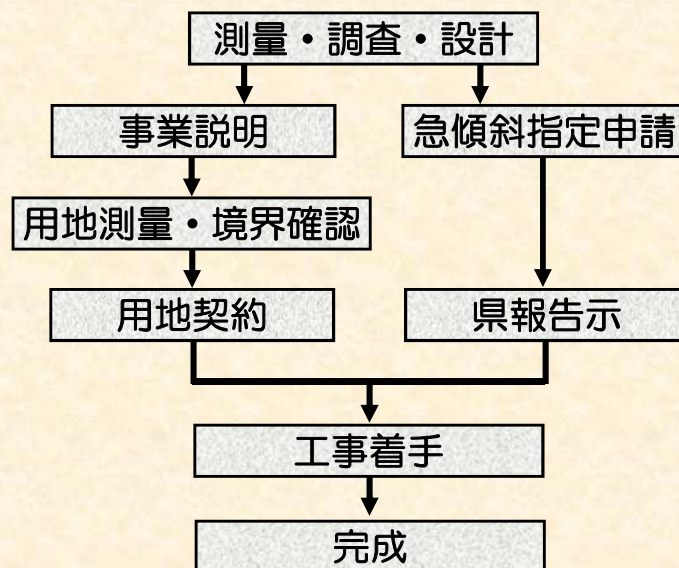 測量・調査・設計
事業説明
急傾斜指定申請
用地測量・境界確認
用地契約
県報告示
工事着手
完成